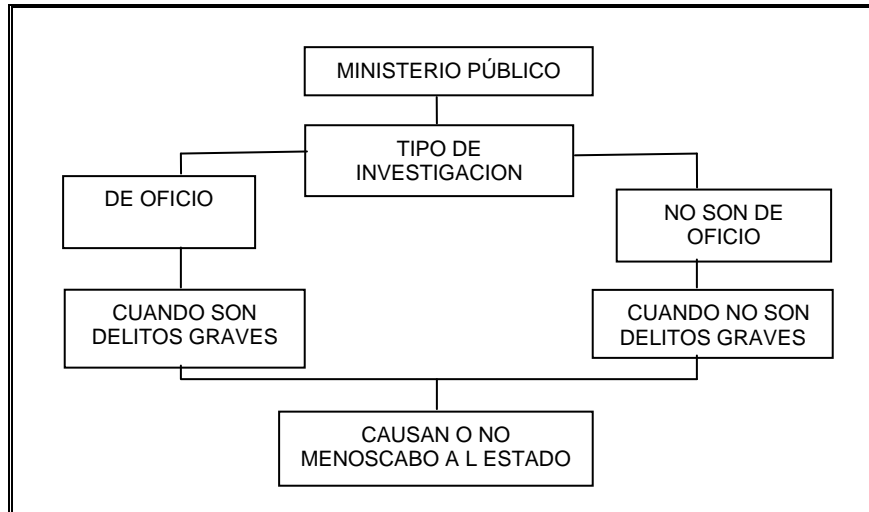 MINISTERIO PÚBLICO
TIPO DE
INVESTIGACION
DE OFICIO
NO SON DE
OFICIO
CUANDO SON
DELITOS GRAVES
CUANDO NO SON
DELITOS GRAVES
CAUSAN O NO
MENOSCABO A L ESTADO